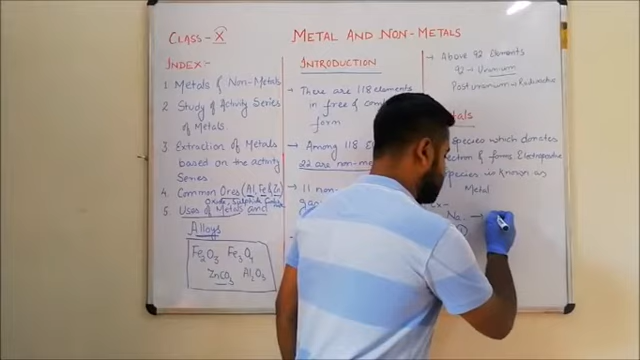 CLASS - X
METAL AND NON-METALS
INDEX:-
1 Metals & Non-Metals
2 Study of Activity Series
of Metals
3 Extraction of Metals
based on the activity
Series.
4. Common Ores (Al, Fe & Zn)
Oxide, Sulphide
5. Uses of Metals and
Alloys
Fe2O3 Fe3O4
ZnCO3 Al2O3
INTRODUCTION
→ There are 118 elements
in free &
form
→ Among 118
22 are non-
→ 11 non-
→ Above 92 Elements
92 → Uranium
Post uranium → Radioactive
species which donates
& forms Electropositive
species is known as
Metal
Ex-
Na →